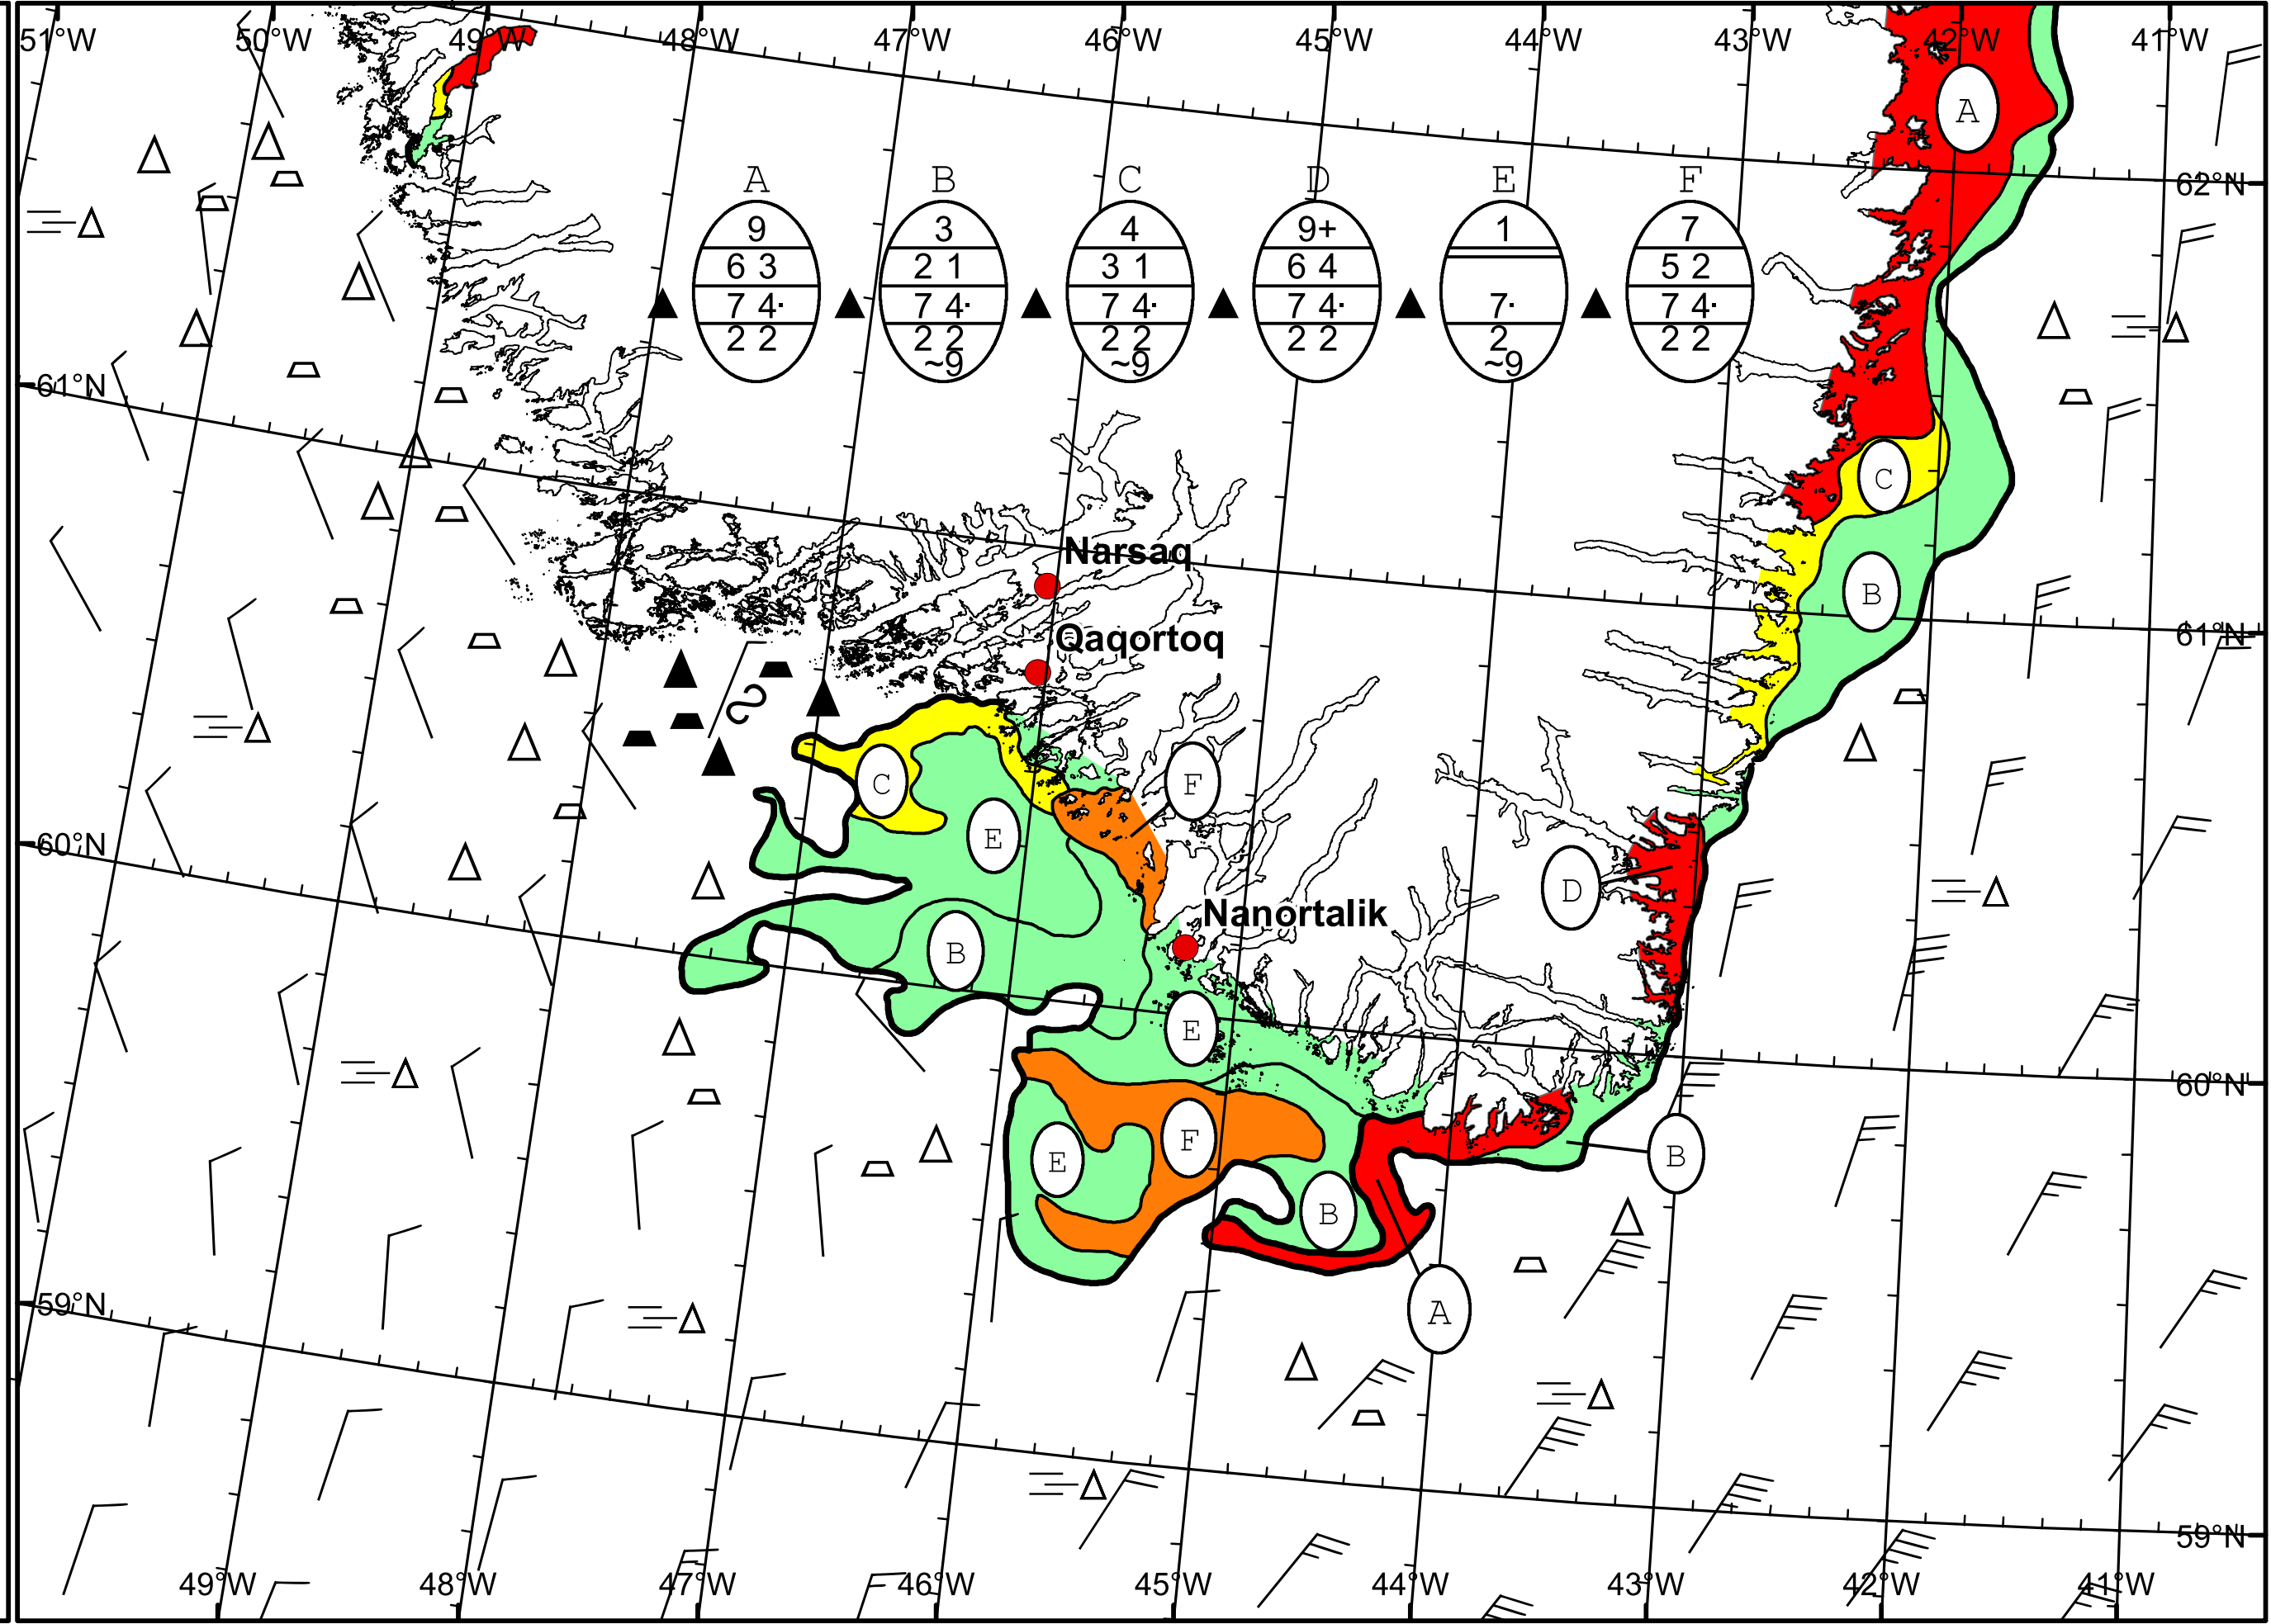 51°W 50°W 49°W 48°W 47°W 46°W 45°W 44°W 43°W 42°W 41°W
A
A B C D E F
62°N
9 3 4 9+ 1 7
6 3 2 1 3 1 6 4 5 2
7 4· 7 4· 7 4· 7 4· 7· 7 4·
2 2 2 2 2 2 2 2 2 2 2
~9 ~9 ~9
61°N
C
Narsaq
B
Qaqortoq
61°N
C F
E
60°N
D
Nanortalik
B
E
60°N
F
E B
B
59°N
A
59°N
49°W 48°W 47°W 46°W 45°W 44°W 43°W 42°W 41°W